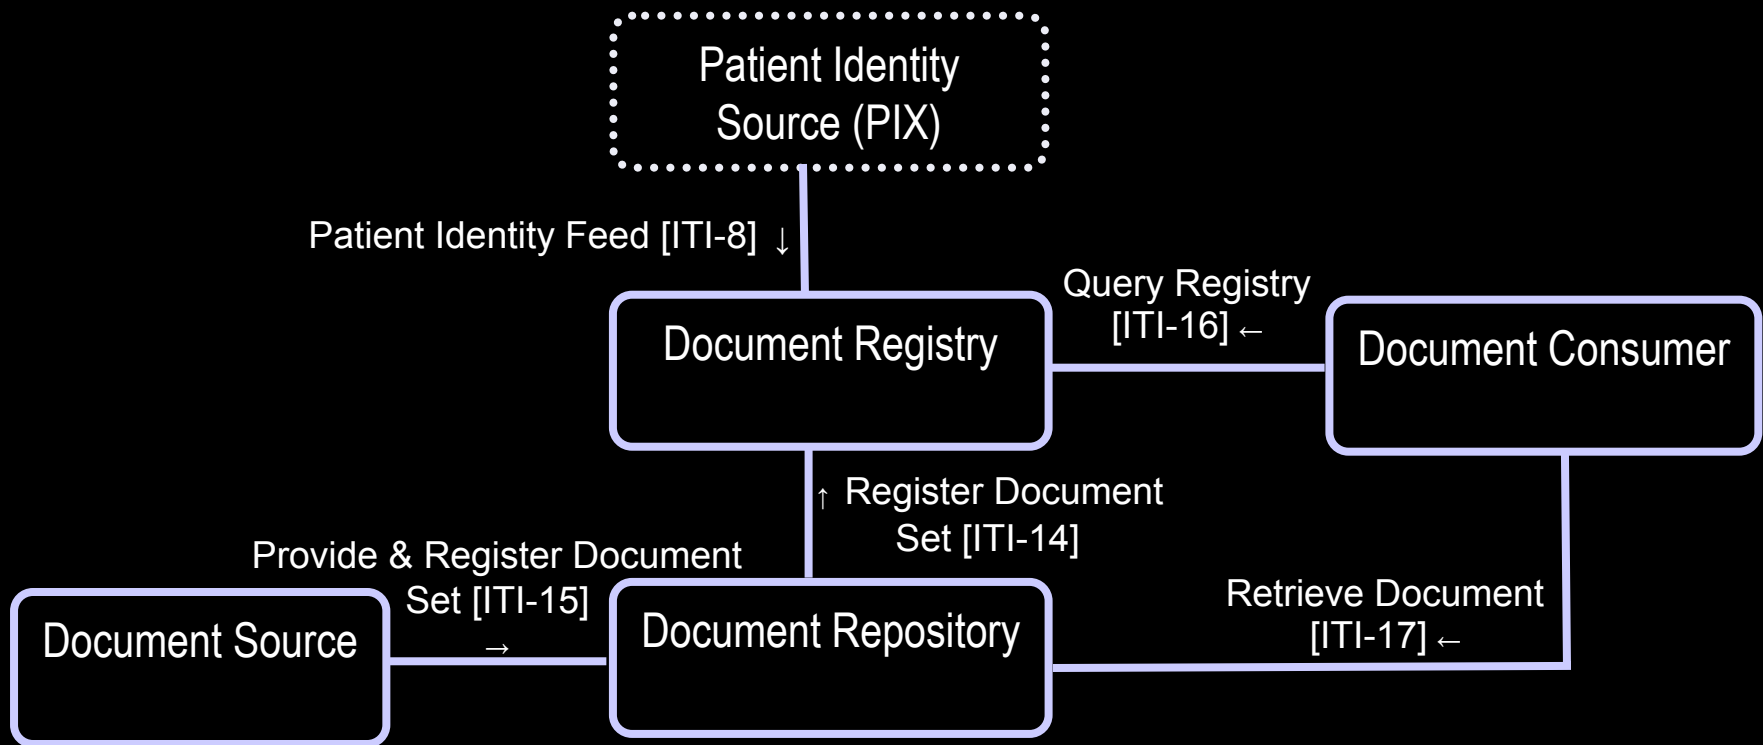 Patient Identity
Source (PIX)
Patient Identity Feed [ITI-8] ↓
Query Registry
[ITI-16] ←
Document Registry
Document Consumer
↑ Register Document
Set [ITI-14]
Provide & Register Document
Set [ITI-15]
→
Retrieve Document
[ITI-17] ←
Document Source
Document Repository